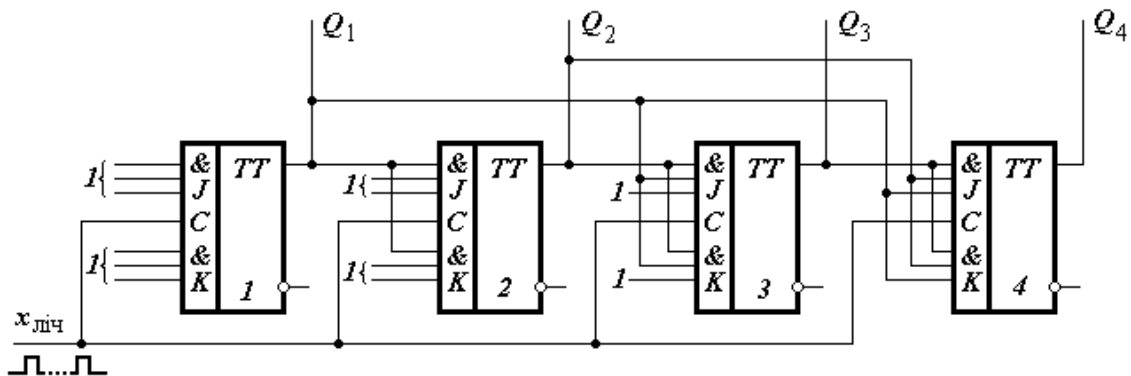 Q1 Q2 Q3 Q4
& TT & TT & TT & TT
1{ J 1{ J 1 J J
C C C C
1{ & & & &
1{ K 1 K K K
1 2 3 4
xліч
...